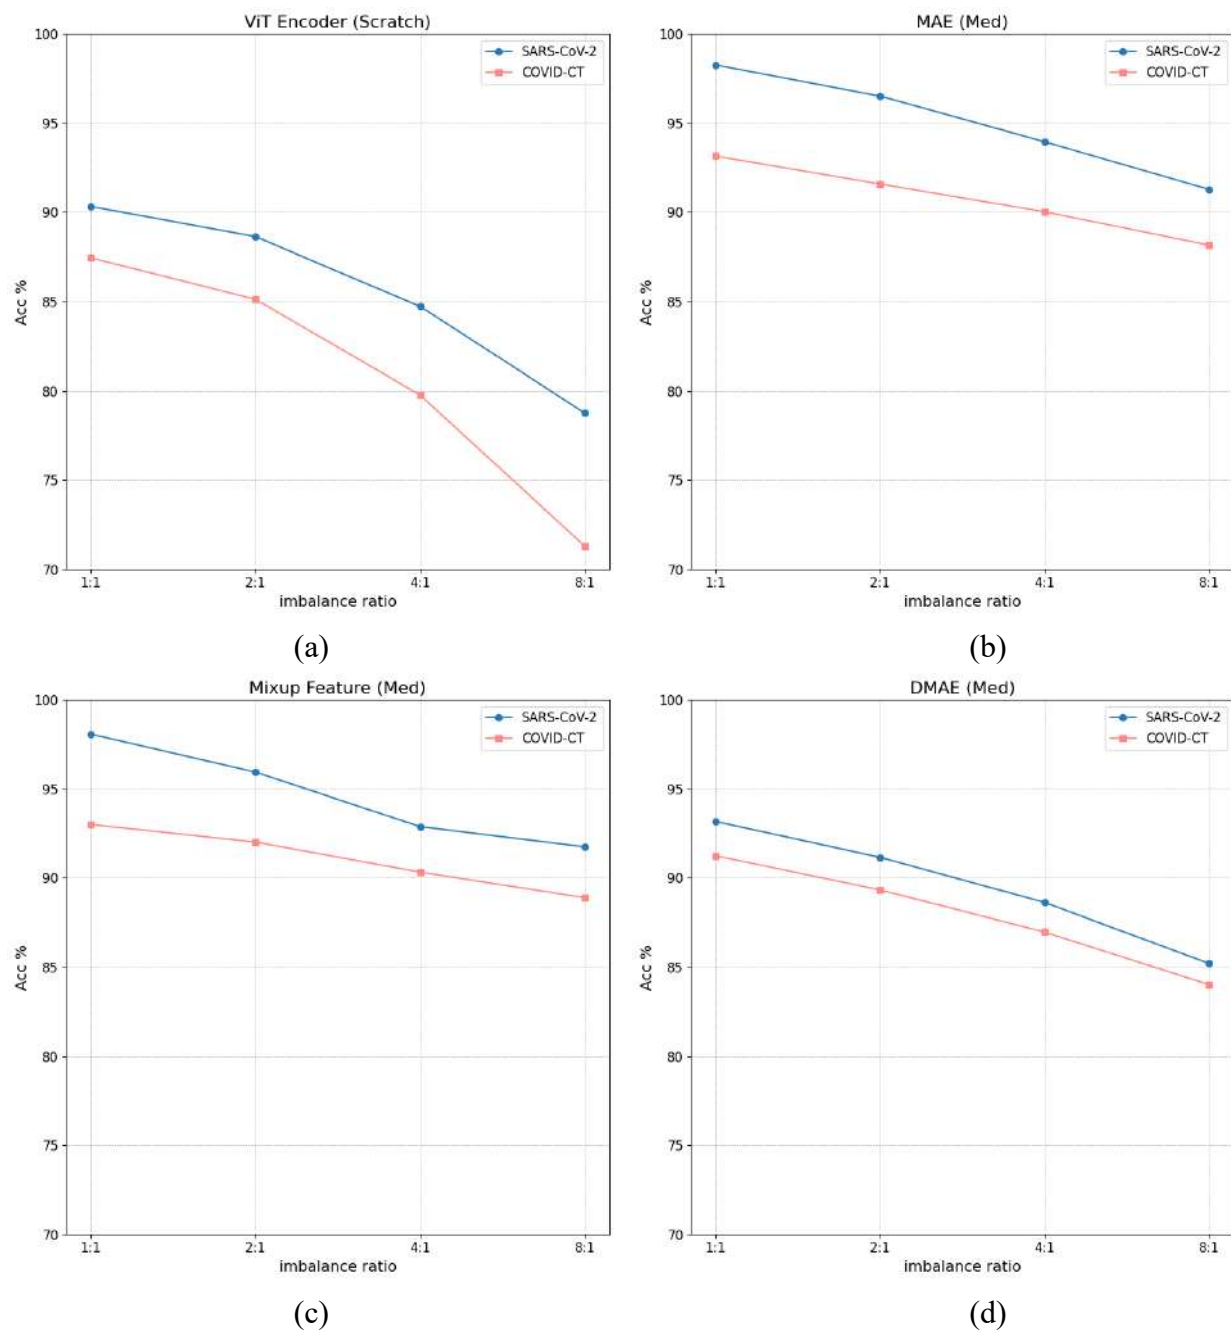 ViT Encoder (Scratch)
100
95
90
85
80
75
70
Acc %
SARS-CoV-2
COVID-CT
1:1
2:1
4:1
8:1
imbalance ratio
(a)
MAE (Med)
100
95
90
85
80
75
70
Acc %
SARS-CoV-2
COVID-CT
1:1
2:1
4:1
8:1
imbalance ratio
(b)
Mixup Feature (Med)
100
95
90
85
80
75
70
Acc %
SARS-CoV-2
COVID-CT
1:1
2:1
4:1
8:1
imbalance ratio
(c)
DMAE (Med)
100
95
90
85
80
75
70
Acc %
SARS-CoV-2
COVID-CT
1:1
2:1
4:1
8:1
imbalance ratio
(d)